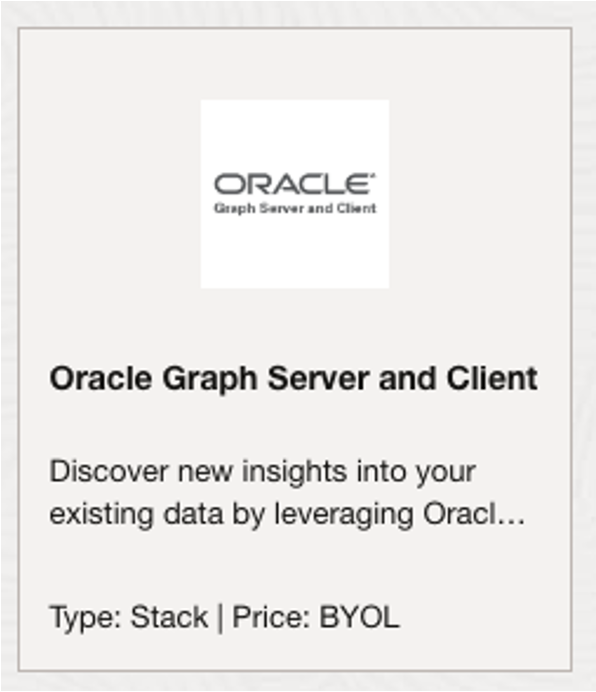 ORACLE
Graph Server and Client
Oracle Graph Server and Client
Discover new insights into your
existing data by leveraging Oracl...
Type: Stack | Price: BYOL